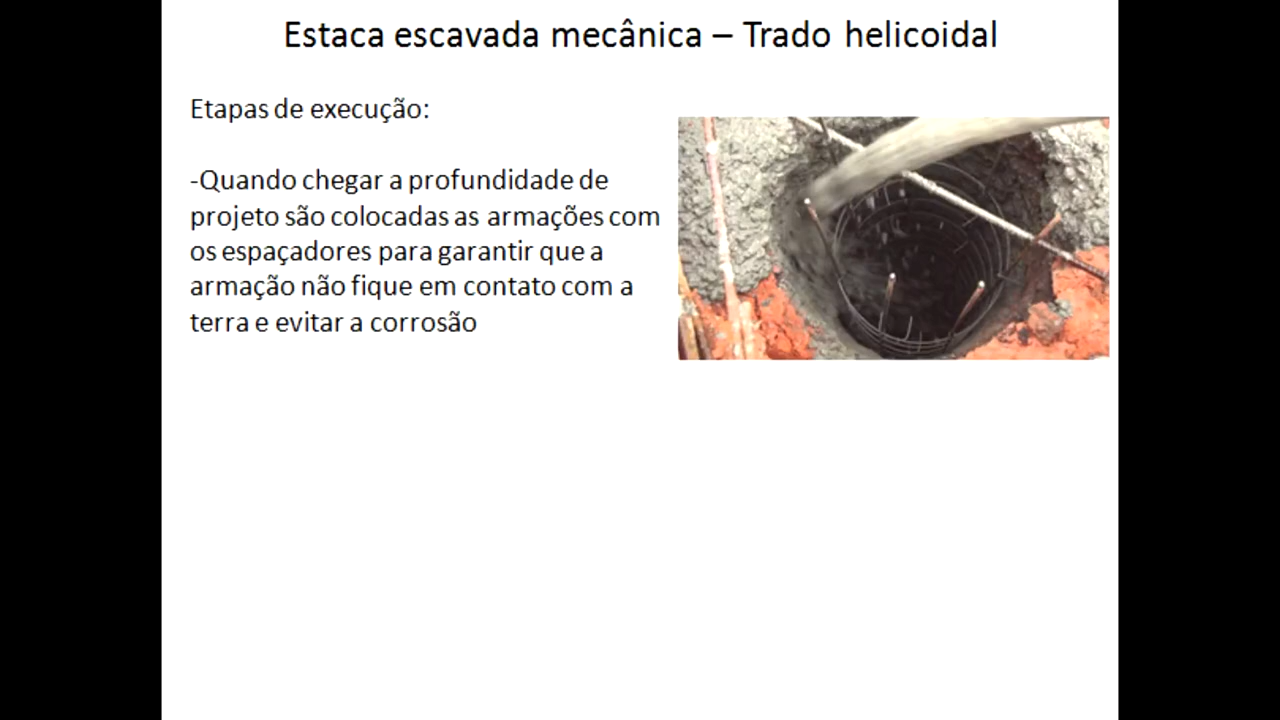 Estaca escavada mecânica – Trado helicoidal
Etapas de execução:
-Quando chegar a profundidade de
projeto são colocadas as armações com
os espaçadores para garantir que a
armação não fique em contato com a
terra e evitar a corrosão